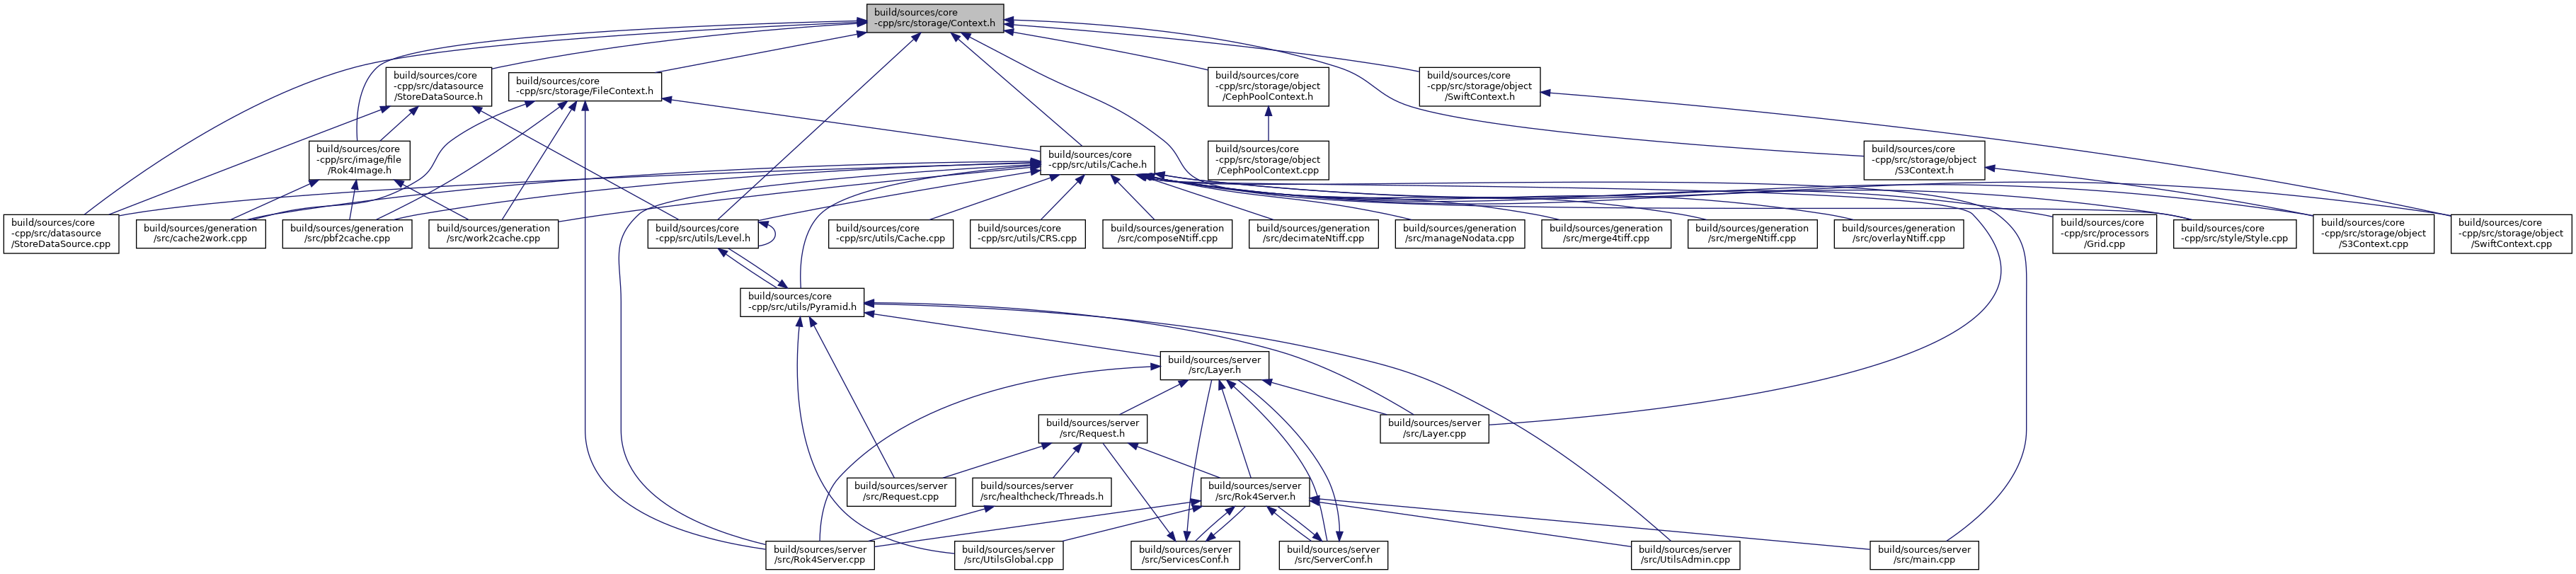 build/sources/core
-cpp/src/storage/Context.h
build/sources/core
-cpp/src/datasource
/StoreDataSource.h
build/sources/core
-cpp/src/storage/FileContext.h
build/sources/core
-cpp/src/storage/object
/CephPoolContext.h
build/sources/core
-cpp/src/storage/object
/SwiftContext.h
build/sources/core
-cpp/src/image/file
/Rok4Image.h
build/sources/core
-cpp/src/utils/Cache.h
build/sources/core
-cpp/src/storage/object
/CephPoolContext.cpp
build/sources/core
-cpp/src/storage/object
/S3Context.h
build/sources/core
-cpp/src/datasource
/StoreDataSource.cpp
build/sources/generation
/src/cache2work.cpp
build/sources/generation
/src/pbf2cache.cpp
build/sources/generation
/src/work2cache.cpp
build/sources/core
-cpp/src/utils/Level.h
build/sources/core
-cpp/src/utils/Cache.cpp
build/sources/core
-cpp/src/utils/CRS.cpp
build/sources/generation
/src/composeNtiff.cpp
build/sources/generation
/src/decimateNtiff.cpp
build/sources/generation
/src/manageNodata.cpp
build/sources/generation
/src/merge4tiff.cpp
build/sources/generation
/src/mergeNtiff.cpp
build/sources/generation
/src/overlayNtiff.cpp
build/sources/core
-cpp/src/processors
/Grid.cpp
build/sources/core
-cpp/src/style/Style.cpp
build/sources/core
-cpp/src/storage/object
/S3Context.cpp
build/sources/core
-cpp/src/storage/object
/SwiftContext.cpp
build/sources/core
-cpp/src/utils/Pyramid.h
build/sources/server
/src/Layer.h
build/sources/server
/src/Request.h
build/sources/server
/src/Layer.cpp
build/sources/server
/src/Request.cpp
build/sources/server
/src/healthcheck/Threads.h
build/sources/server
/src/Rok4Server.h
build/sources/server
/src/Rok4Server.cpp
build/sources/server
/src/UtilsGlobal.cpp
build/sources/server
/src/ServicesConf.h
build/sources/server
/src/ServerConf.h
build/sources/server
/src/UtilsAdmin.cpp
build/sources/server
/src/main.cpp